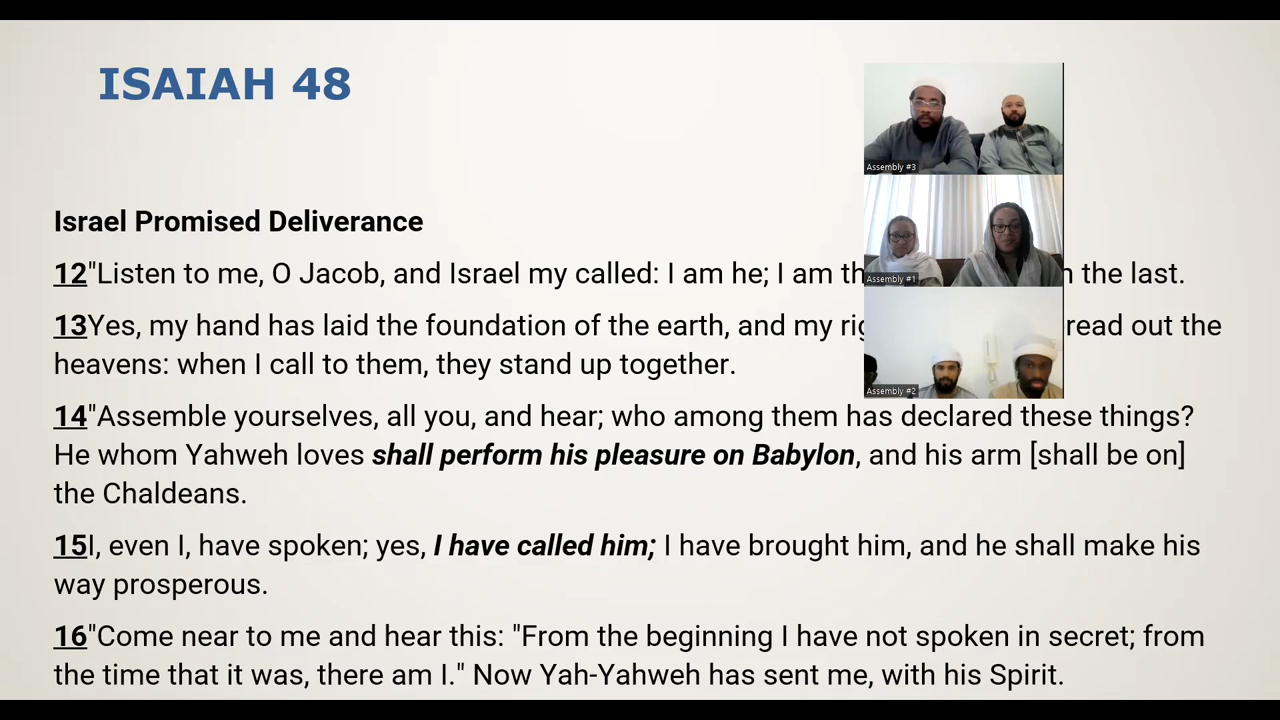 ISAIAH 48
Israel Promised Deliverance
12"Listen to me, O Jacob, and Israel my called: I am he; I am th the last.
13Yes, my hand has laid the foundation of the earth, and my read out the
heavens: when I call to them, they stand up together.
14"Assemble yourselves, all you, and hear; who among them has declared these things?
He whom Yahweh loves shall perform his pleasure on Babylon, and his arm [shall be on]
the Chaldeans.
15I, even I, have spoken; yes, I have called him; I have brought him, and he shall make his
way prosperous.
16"Come near to me and hear this: "From the beginning I have not spoken in secret; from
the time that it was, there am I." Now Yah-Yahweh has sent me, with his Spirit.
Assembly #3
Assembly #1
Assembly #2